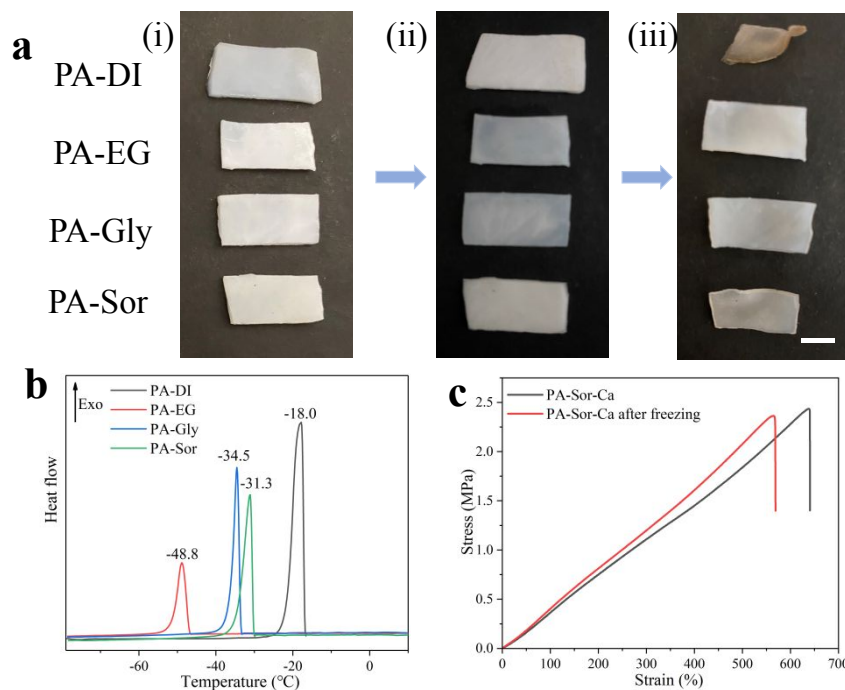 a (i) (ii) (iii)
PA-DI
PA-EG
PA-Gly
PA-Sor
b
Exo
PA-DI
PA-EG
PA-Gly
PA-Sor
-18.0
-34.5
-31.3
-48.8
Heat flow
-60 -40 -20 0
Temperature (℃)
c
PA-Sor-Ca
PA-Sor-Ca after freezing
2.5
2.0
1.5
1.0
0.5
0.0
Stress (MPa)
0 100 200 300 400 500 600 700
Strain (%)